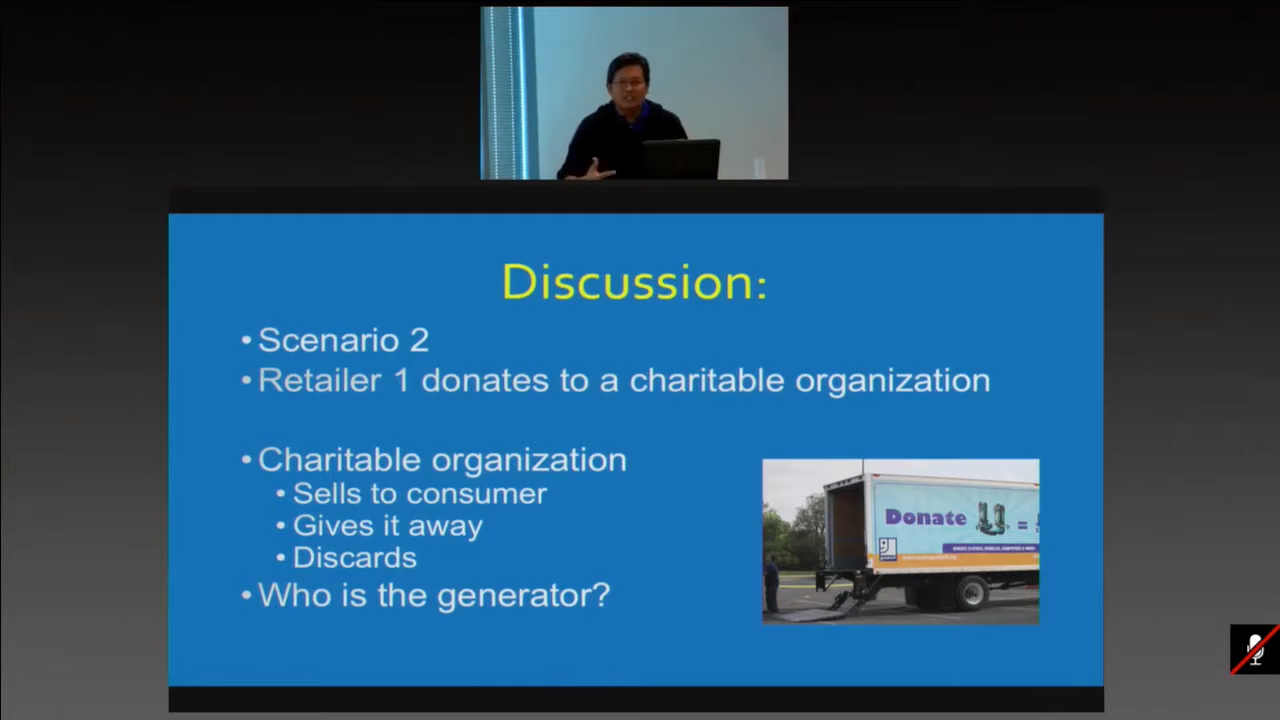 Discussion:
• Scenario 2
• Retailer 1 donates to a charitable organization
• Charitable organization
• Sells to consumer
• Gives it away
• Discards
• Who is the generator?
Donate =